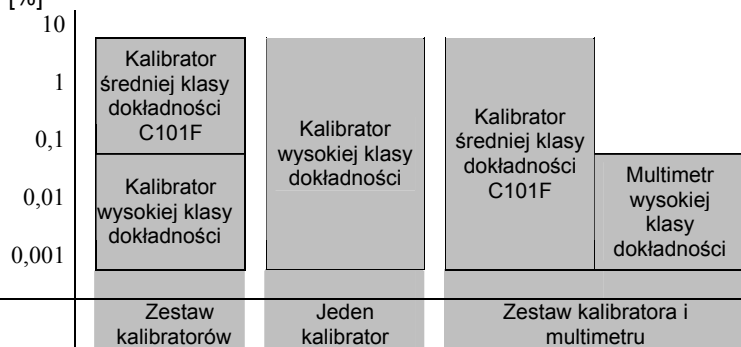 [%]
10
1
0,1
0,01
0,001
Kalibrator
średniej klasy
dokładności
C101F
Kalibrator
wysokiej klasy
dokładności
Kalibrator
wysokiej klasy
dokładności
Kalibrator
średniej klasy
dokładności
C101F
Multimetr
wysokiej
klasy
dokładności
Zestaw
kalibratorów
Jeden
kalibrator
Zestaw kalibratora i
multimetru